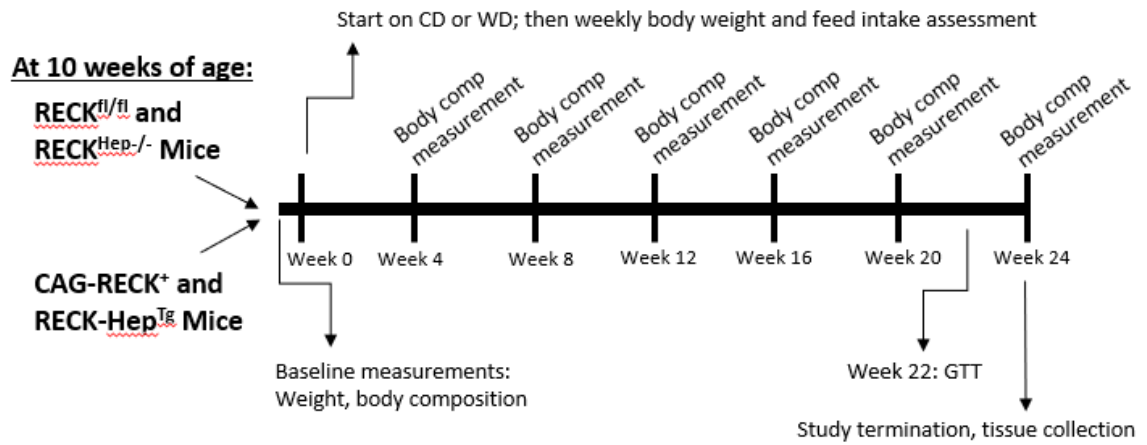 Start on CD or WD; then weekly body weight and feed intake assessment
At 10 weeks of age:
RECKfl/fl and
RECKHep-/- Mice
Body comp
measurement
Body comp
measurement
Body comp
measurement
Body comp
measurement
Body comp
measurement
Body comp
measurement
Week 0
Week 4
Week 8
Week 12
Week 16
Week 20
Week 24
CAG-RECK+ and
RECK-HepTg Mice
Baseline measurements:
Weight, body composition
Week 22: GTT
Study termination, tissue collection